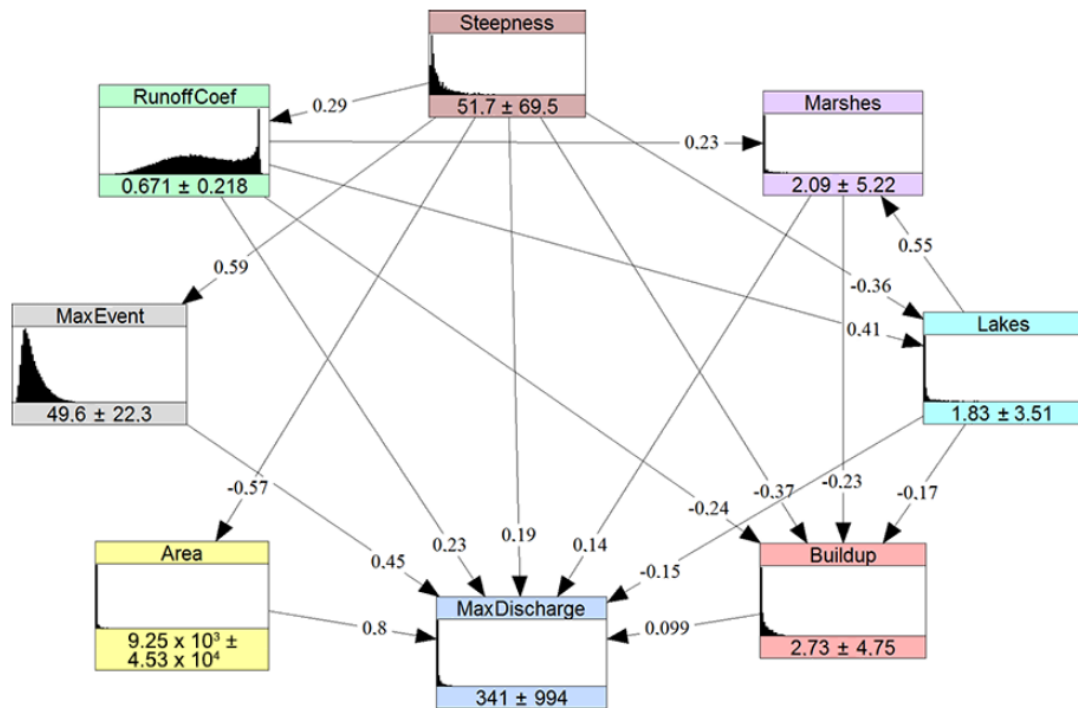 Steepness
51.7 ± 69.5
RunoffCoef
0.671 ± 0.218
0.29
Marshes
2.09 ± 5.22
0.23
0.55
0.59
-0.36
MaxEvent
49.6 ± 22.3
0.41
Lakes
1.83 ± 3.51
-0.57
-0.37
-0.23
-0.17
-0.24
Area
9.25 x 10³ ±
4.53 x 10⁴
0.45
0.23
0.19
0.14
-0.15
Buildup
2.73 ± 4.75
0.8
MaxDischarge
341 ± 994
0.099